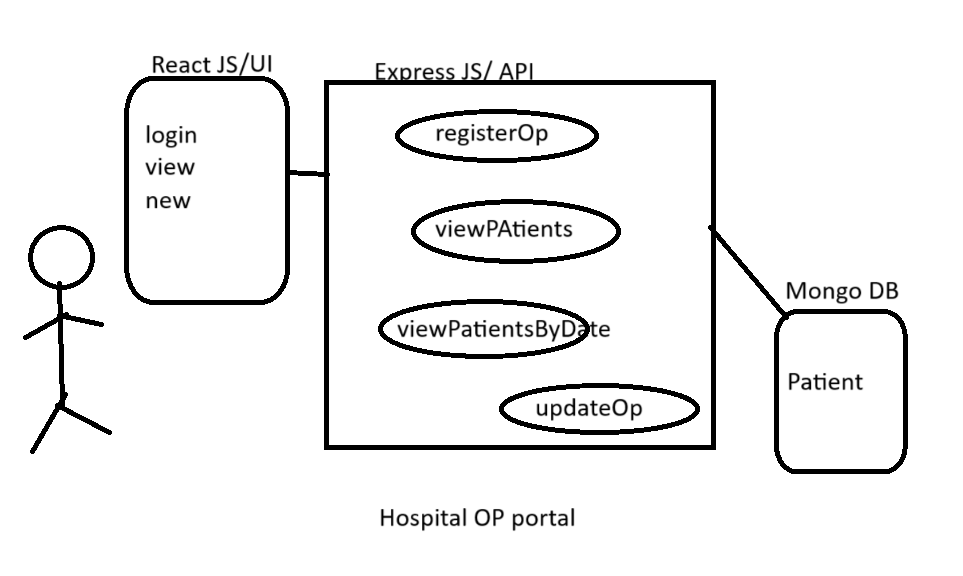 React JS/UI
login
view
new
Express JS/ API
registerOp
viewPAtients
viewPatientsByDate
updateOp
Mongo DB
Patient
Hospital OP portal